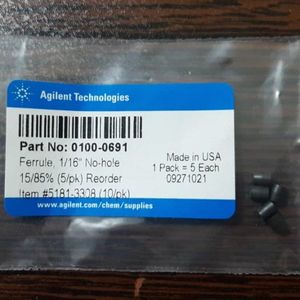 Agilent Technologies
Part No: 0100-0691
Ferrule, 1/16" No-hole
Made in USA
15/85% (5/pk) Reorder
1 Pack = 5 Each
Item #5181-3308 (10/pk)
09271021
www.agilent.com/chem/supplies